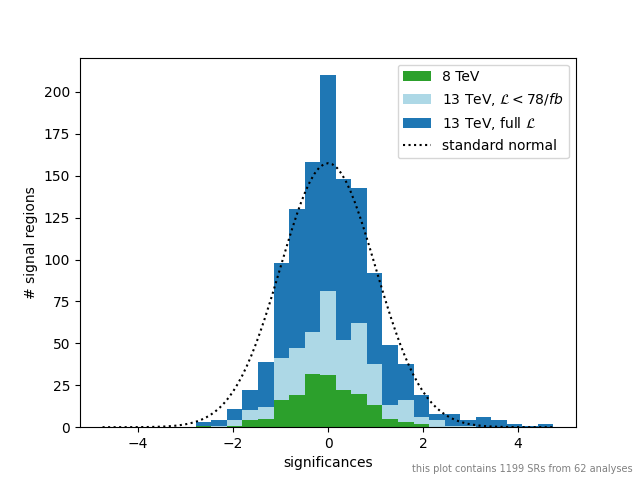 8 TeV
13 TeV, ℒ < 78/fb
13 TeV, full ℒ
standard normal
200
175
150
125
100
75
50
25
0
# signal regions
−4
−2
0
2
4
significances
this plot contains 1199 SRs from 62 analyses